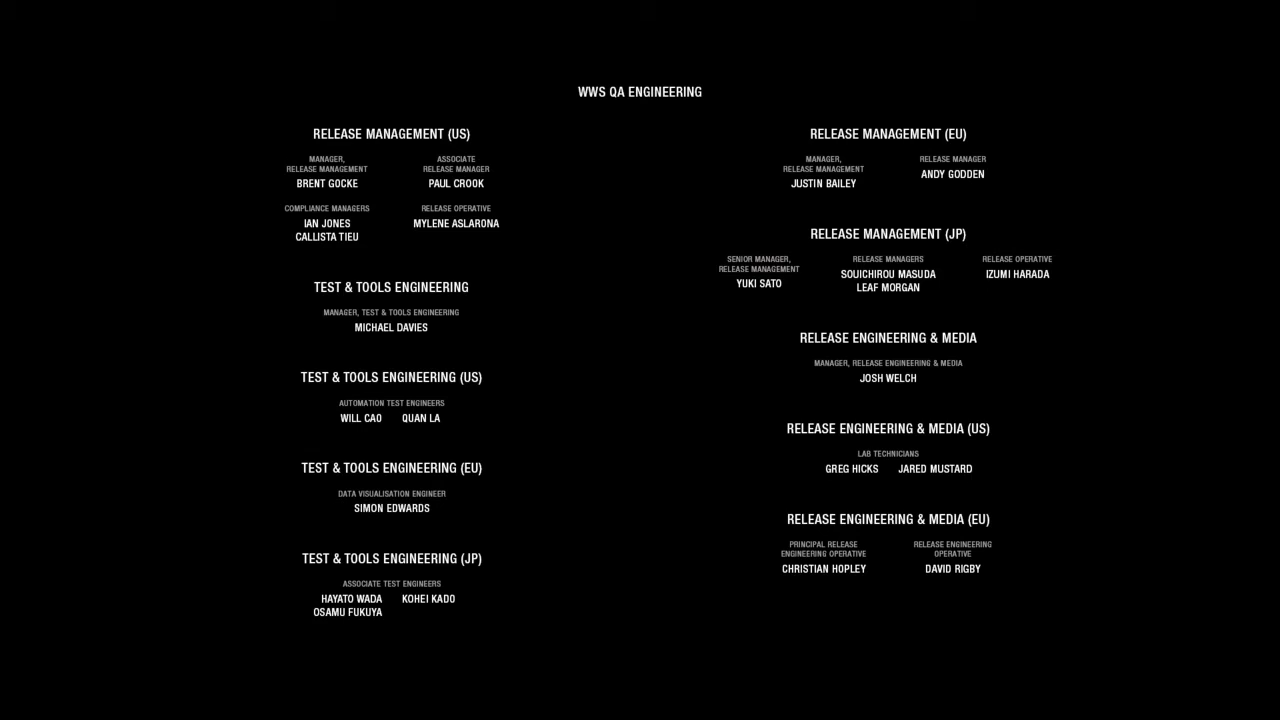 WWS QA ENGINEERING
RELEASE MANAGEMENT (US)
MANAGER,
RELEASE MANAGEMENT
BRENT GOCKE
ASSOCIATE
RELEASE MANAGER
PAUL CROOK
COMPLIANCE MANAGERS
IAN JONES
CALLISTA TIEU
RELEASE OPERATIVE
MYLENE ASLARONA
TEST & TOOLS ENGINEERING
MANAGER, TEST & TOOLS ENGINEERING
MICHAEL DAVIES
TEST & TOOLS ENGINEERING (US)
AUTOMATION TEST ENGINEERS
WILL CAO QUAN LA
TEST & TOOLS ENGINEERING (EU)
DATA VISUALISATION ENGINEER
SIMON EDWARDS
TEST & TOOLS ENGINEERING (JP)
ASSOCIATE TEST ENGINEERS
HAYATO WADA KOHEI KADO
OSAMU FUKUYA
RELEASE MANAGEMENT (EU)
MANAGER,
RELEASE MANAGEMENT
JUSTIN BAILEY
RELEASE MANAGER
ANDY GODDEN
RELEASE MANAGEMENT (JP)
SENIOR MANAGER,
RELEASE MANAGEMENT
YUKI SATO
RELEASE MANAGERS
SOUICHIROU MASUDA
LEAF MORGAN
RELEASE OPERATIVE
IZUMI HARADA
RELEASE ENGINEERING & MEDIA
MANAGER, RELEASE ENGINEERING & MEDIA
JOSH WELCH
RELEASE ENGINEERING & MEDIA (US)
LAB TECHNICIANS
GREG HICKS JARED MUSTARD
RELEASE ENGINEERING & MEDIA (EU)
PRINCIPAL RELEASE
ENGINEERING OPERATIVE
CHRISTIAN HOPLEY
RELEASE ENGINEERING
OPERATIVE
DAVID RIGBY